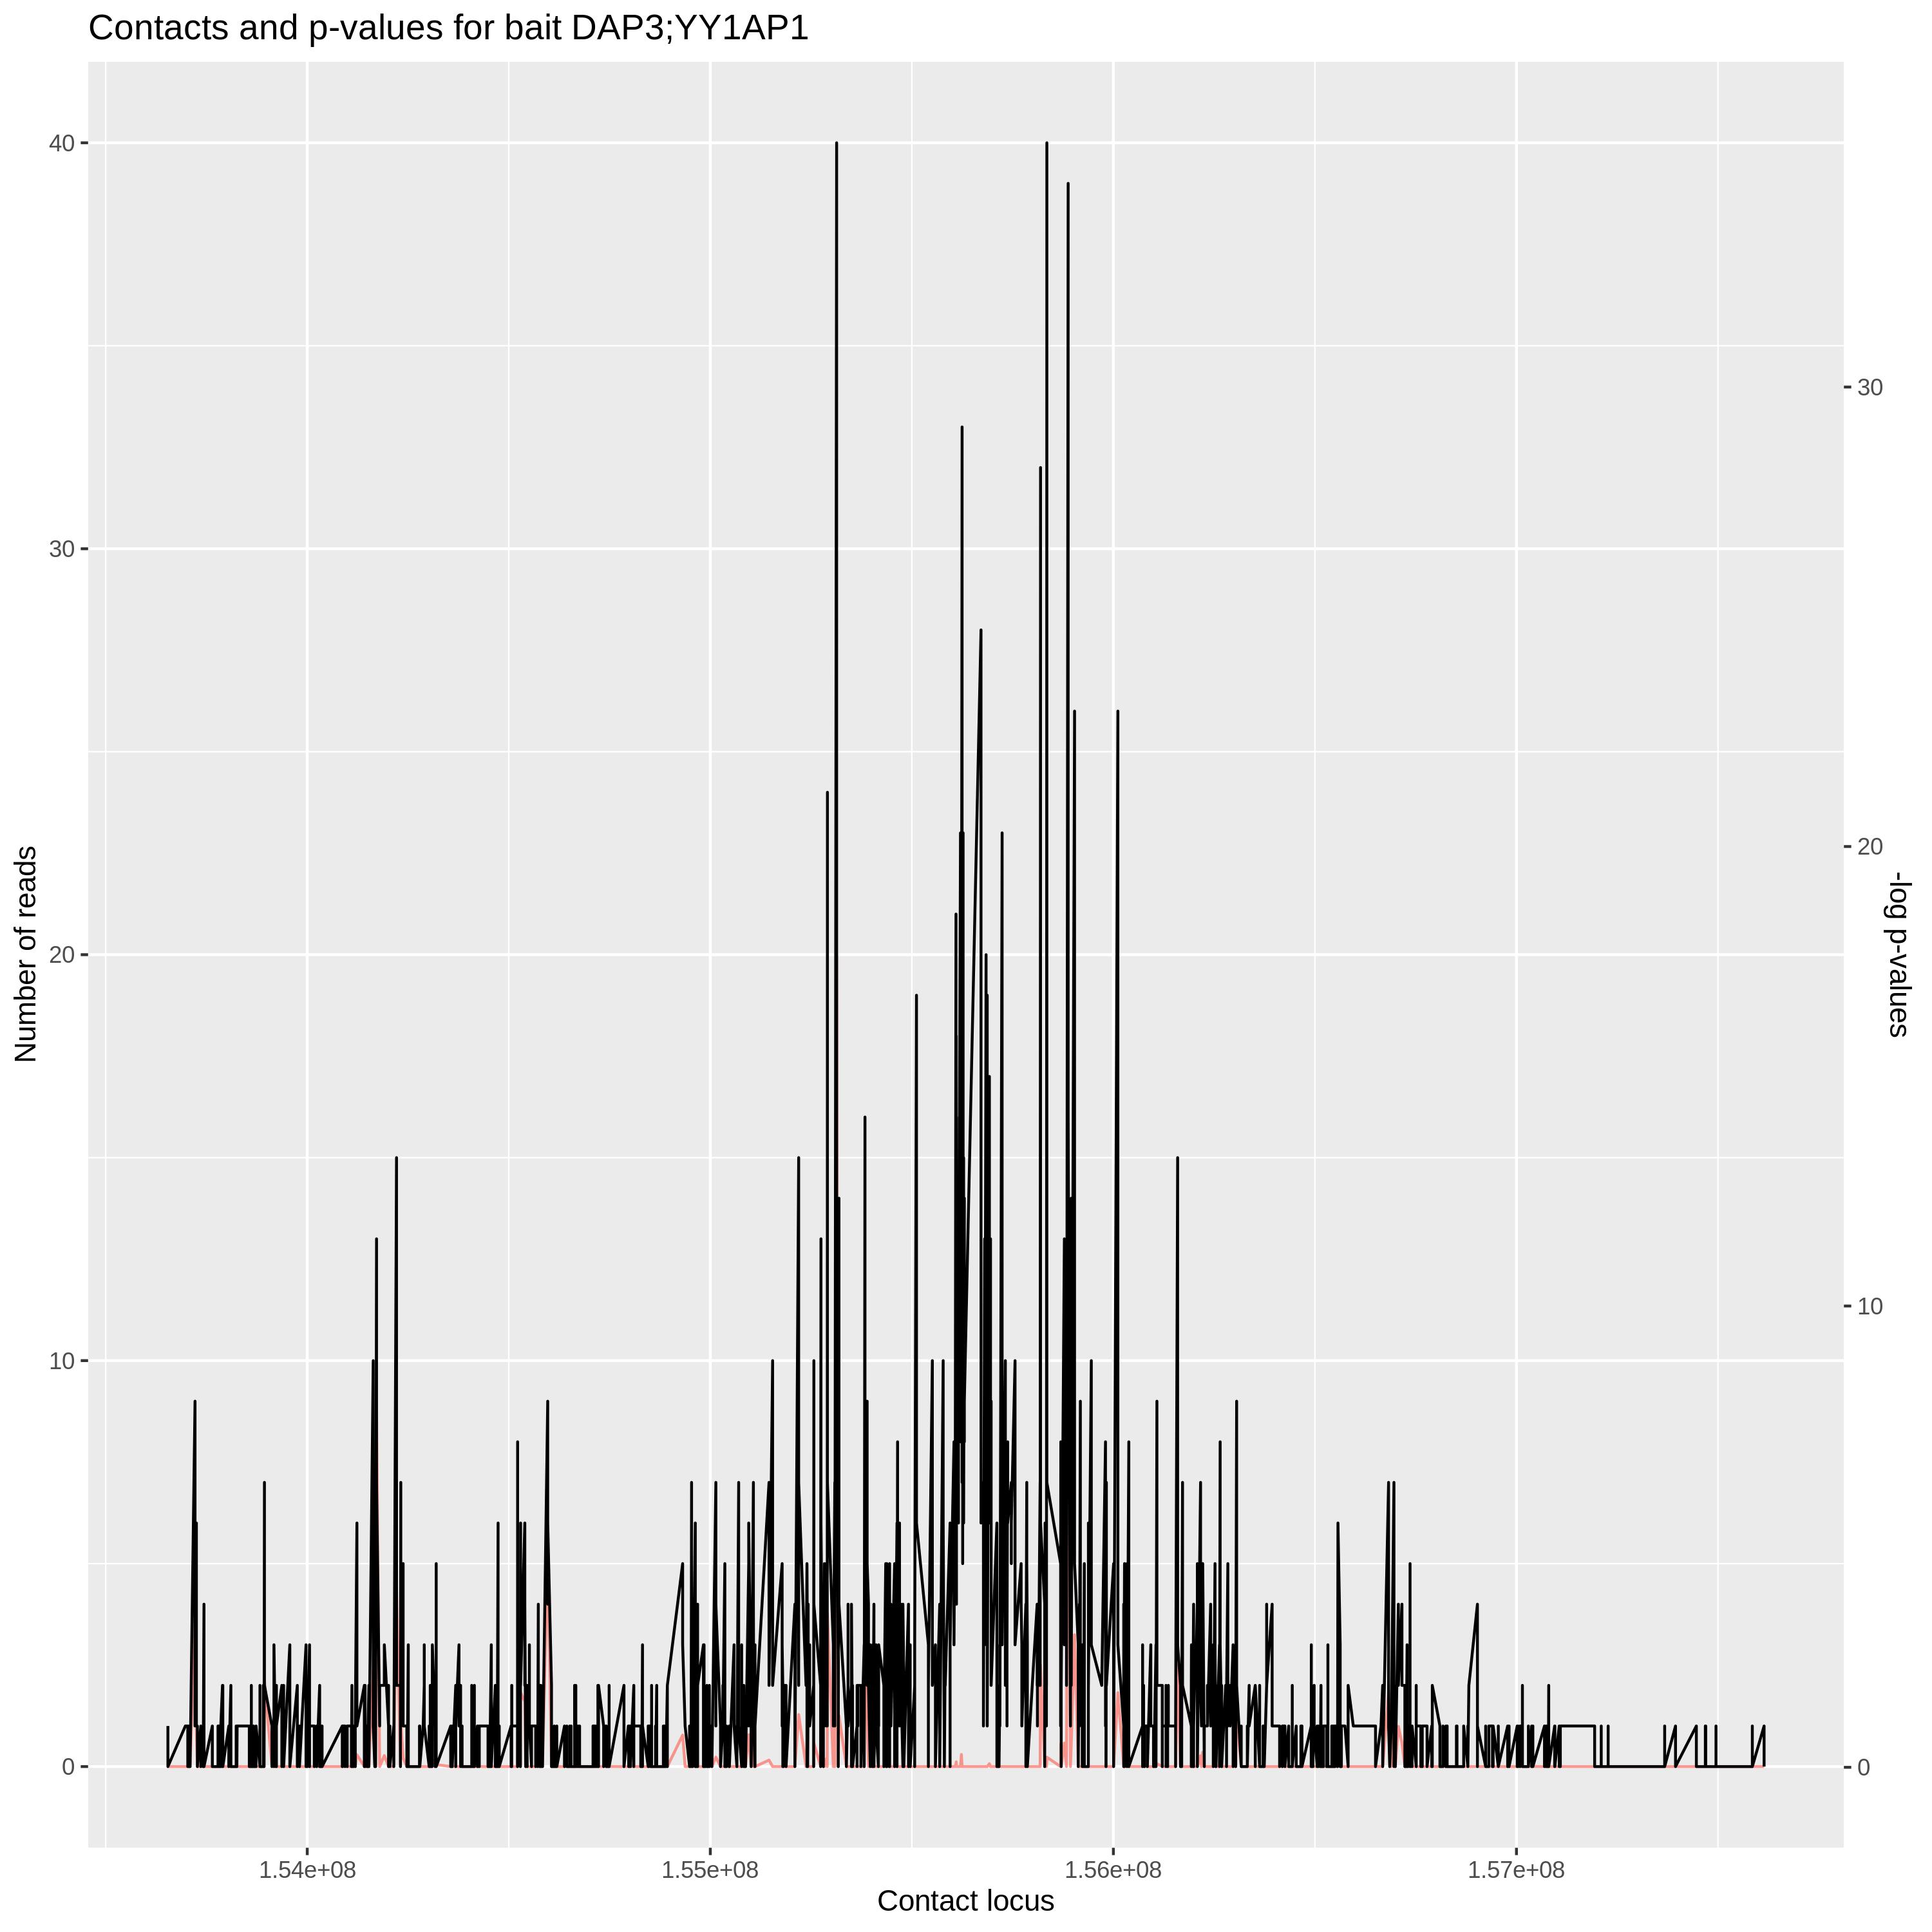 Contacts and p-values for bait DAP3;YY1AP1
40
30
20
10
0
30
20
10
0
Number of reads
-log p-values
1.54e+08
1.55e+08
1.56e+08
1.57e+08
Contact locus